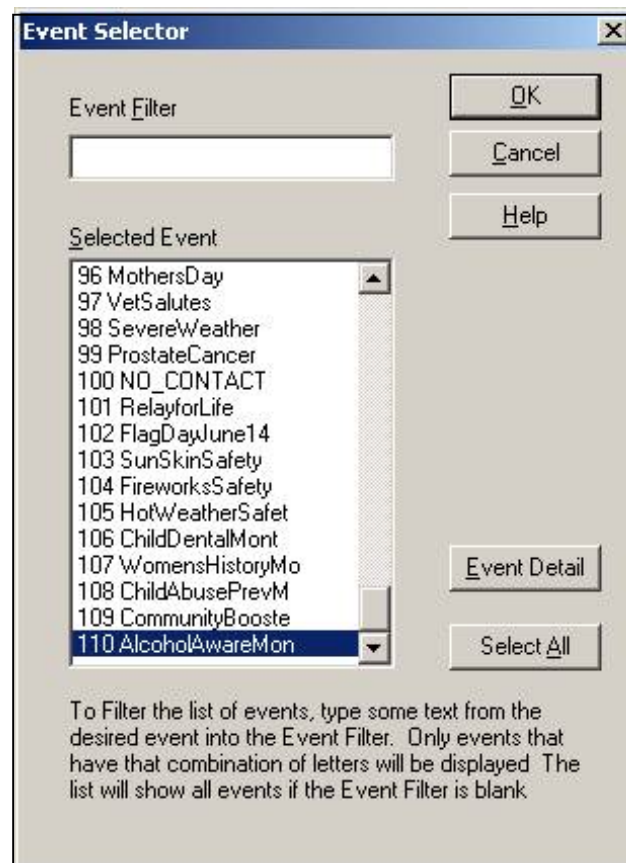 Event Selector
Event Filter
OK
Cancel
Help
Selected Event
96 MothersDay
97 VetSalutes
98 SevereWeather
99 ProstateCancer
100 NO_CONTACT
101 RelayforLife
102 FlagDayJune14
103 SunSkinSafety
104 FireworksSafety
105 HotWeatherSafet
106 ChildDentalMont
107 WomensHistoryMo
108 ChildAbusePrevM
109 CommunityBooste
110 AlcoholAwareMon
Event Detail
Select All
To Filter the list of events, type some text from the
desired event into the Event Filter. Only events that
have that combination of letters will be displayed The
list will show all events if the Event Filter is blank